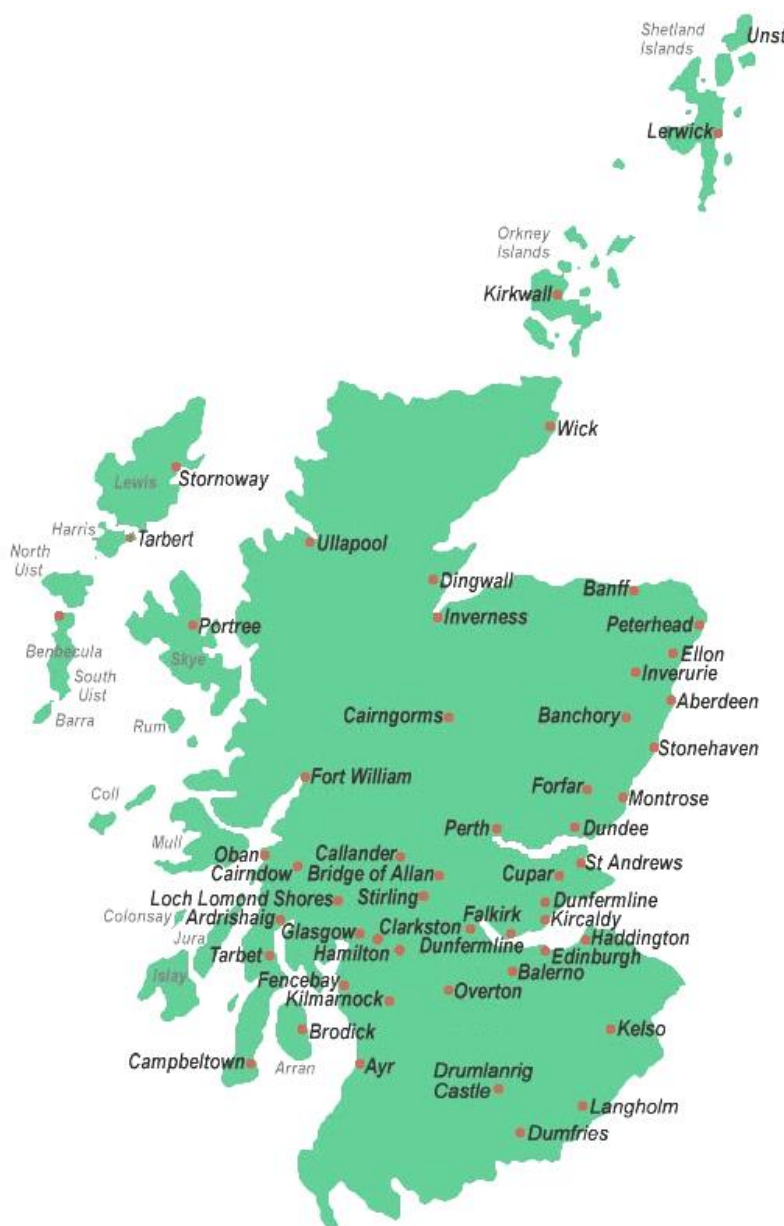 Shetland
Islands
Unst
Lerwick
Orkney
Islands
Kirkwall
Wick
Lewis
Stornoway
Harris
Tarbert
Ullapool
North
Uist
Dingwall
Banff
Inverness
Portree
Peterhead
Benbecula
Skye
Ellon
South
Uist
Inverurie
Aberdeen
Barra
Rum
Cairngorms
Banchory
Stonehaven
Fort William
Coll
Forfar
Montrose
Mull
Perth
Dundee
Oban
Callander
St Andrews
Cairndow
Bridge of Allan
Cupar
Loch Lomond Shores
Stirling
Dunfermline
Colonsay
Ardrishaig
Falkirk
Kircaldy
Jura
Glasgow
Clarkston
Haddington
Tarbet
Hamilton
Dunfermline
Edinburgh
Islay
Balerno
Fencebay
Overton
Kilmarnock
Brodick
Kelso
Campbeltown
Arran
Ayr
Drumlanrig
Castle
Langholm
Dumfries